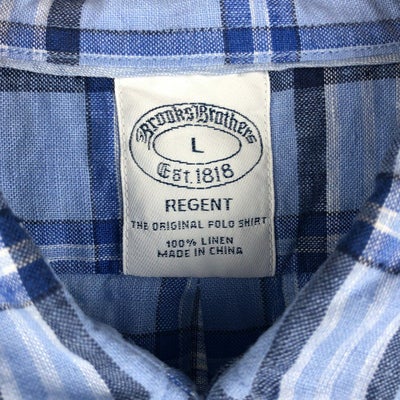 Brooks Brothers
L
Est. 1818
REGENT
THE ORIGINAL POLO SHIRT
100% LINEN
MADE IN CHINA